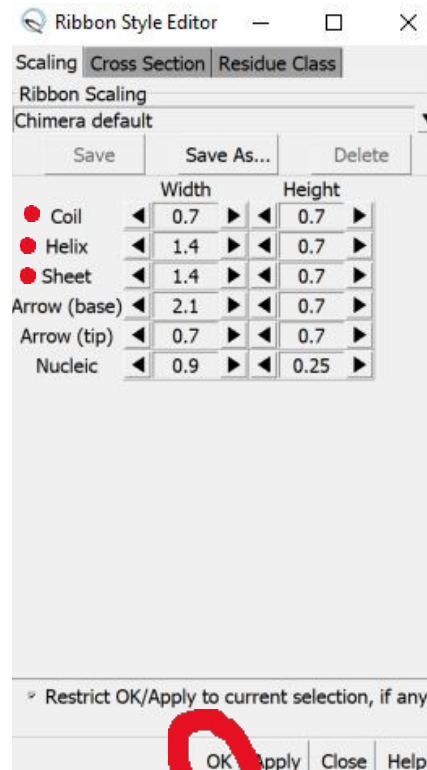 Ribbon Style Editor
Scaling Cross Section Residue Class
Ribbon Scaling
Chimera default
Save Save As... Delete
Width Height
Coil 0.7 0.7
Helix 1.4 0.7
Sheet 1.4 0.7
Arrow (base) 2.1 0.7
Arrow (tip) 0.7 0.7
Nucleic 0.9 0.25
Restrict OK/Apply to current selection, if any
OK Apply Close Help